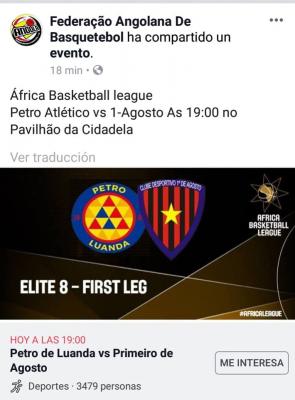 Federação Angolana De
Basquetebol ha compartido un
evento.
18 min
África Basketball league
Petro Atlético vs 1-Agosto As 19:00 no
Pavilhão da Cidadela
Ver traducción
PETRO
LUANDA
CLUBE DESPORTIVO 1º DE AGOSTO
AFRICA
BASKETBALL
LEAGUE
ELITE 8 – FIRST LEG
#AFRICALEAGUE
HOY A LAS 19:00
Petro de Luanda vs Primeiro de
Agosto
Deportes · 3479 personas
ME INTERESA